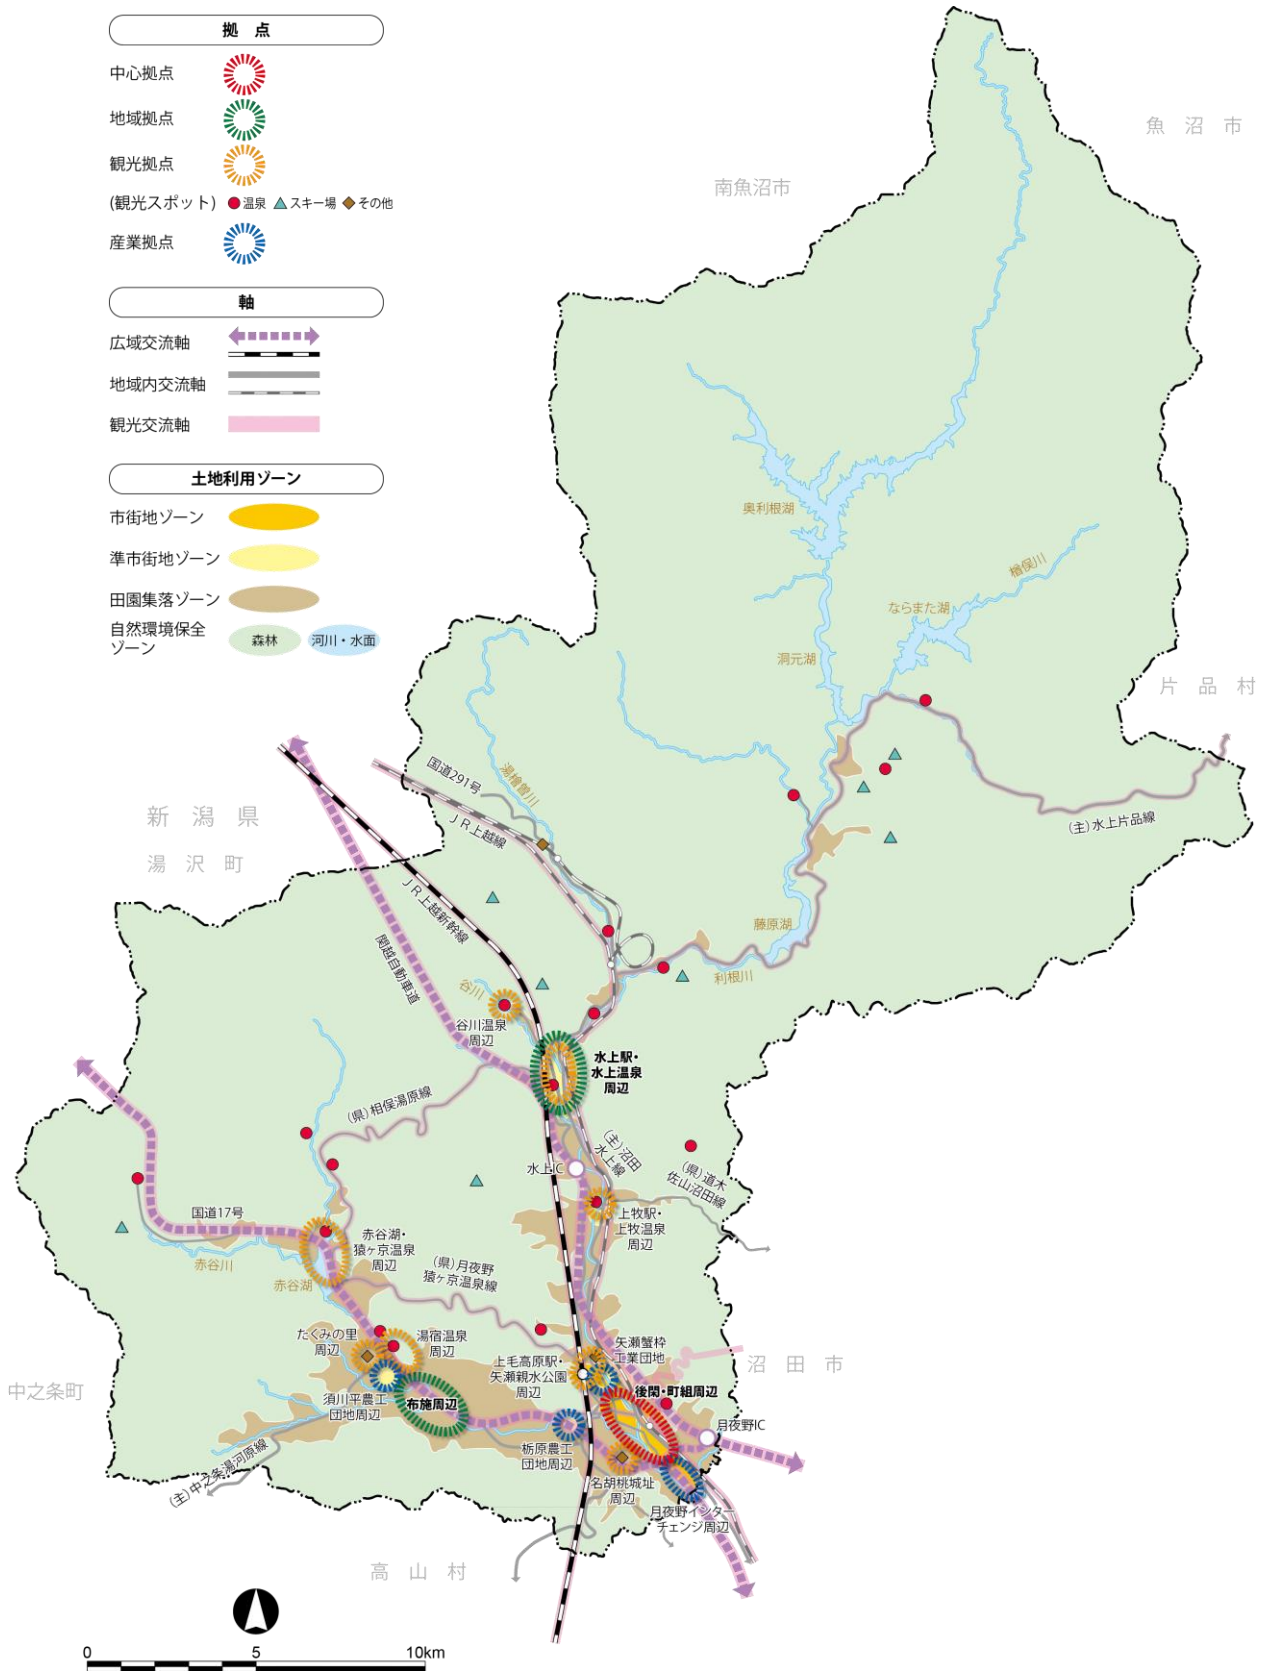 拠 点
中心拠点
地域拠点
観光拠点
(観光スポット) 温泉 スキー場 その他
産業拠点
軸
広域交流軸
地域内交流軸
観光交流軸
土地利用ゾーン
市街地ゾーン
準市街地ゾーン
田園集落ゾーン
自然環境保全
ゾーン
森林
河川・水面
魚 沼 市
南魚沼市
奥利根湖
楢俣川
ならまた湖
洞元湖
片 品 村
湯檜曽川
国道291号
JR上越線
新 潟 県
湯 沢 町
(主)水上片品線
JR上越新幹線
関越自動車道
藤原湖
利根川
谷川
谷川温泉
周辺
水上駅・
水上温泉
周辺
(県)相俣湯原線
水上IC
(主)沼田
水上線
(県)道木
佐山沼田線
国道17号
赤谷川
赤谷湖
赤谷湖・
猿ヶ京温泉
周辺
上牧駅・
上牧温泉
周辺
(県)月夜野
猿ヶ京温泉線
たくみの里
周辺
湯宿温泉
周辺
上毛高原駅・
矢瀬親水公園
周辺
矢瀬蟹枠
工業団地
沼 田 市
中之条町
須川平農工
団地周辺
布施周辺
後閑・町組周辺
月夜野IC
栃原農工
団地周辺
名胡桃城址
周辺
(主)中之条湯河原線
月夜野インター
チェンジ周辺
高 山 村
0 5 10km